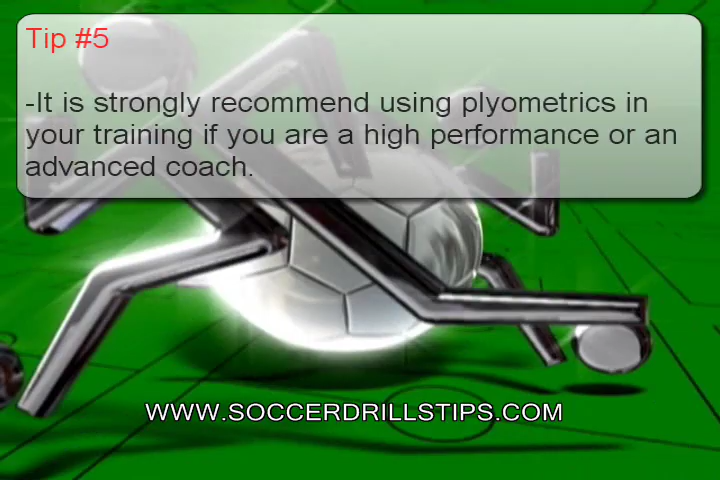 Tip #5
-It is strongly recommend using plyometrics in
your training if you are a high performance or an
advanced coach.
WWW.SOCCERDRILLSTIPS.COM